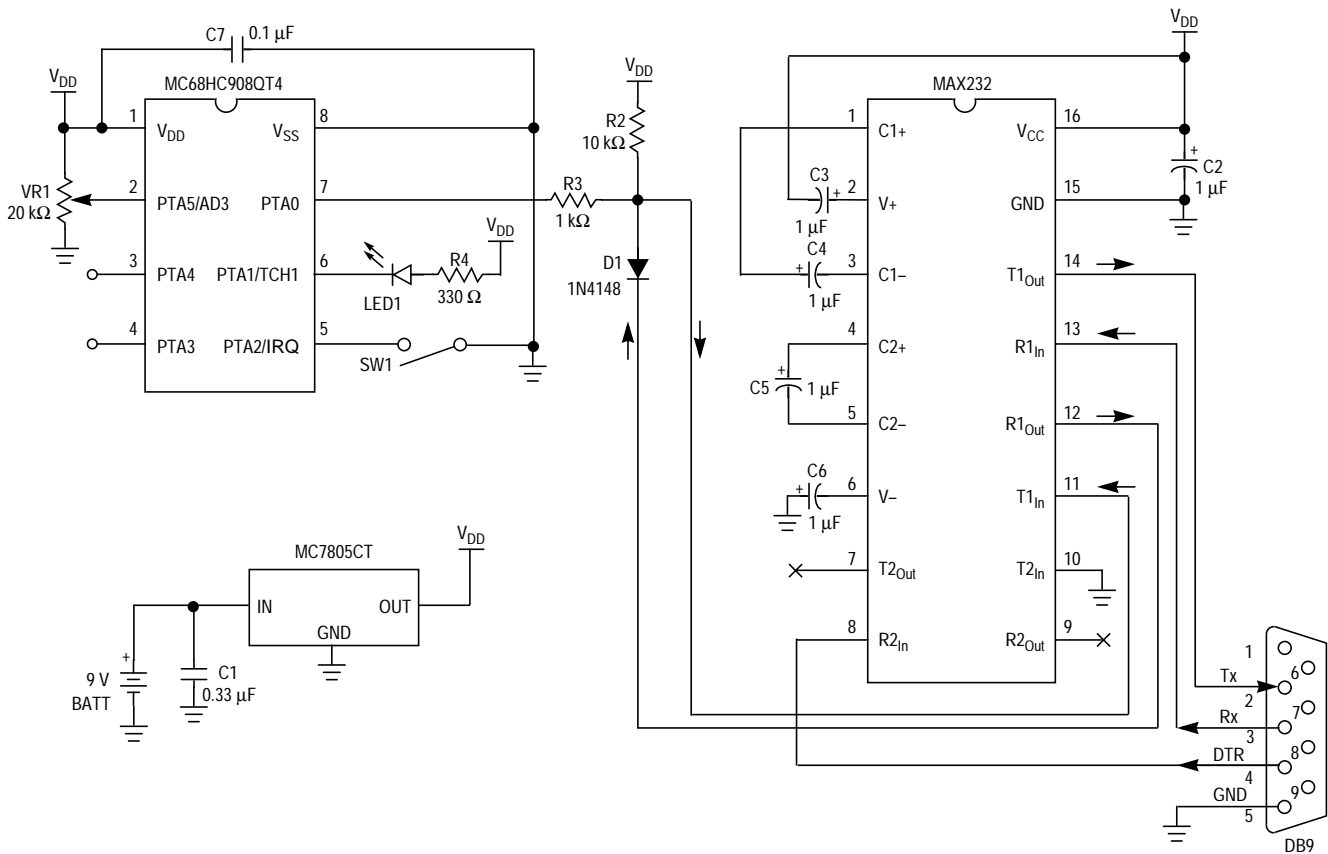 C7
0.1 µF
VDD
MC68HC908QT4
1
VDD
VSS
8
VR1
20 kΩ
2
PTA5/AD3
PTA0
7
3
PTA4
PTA1/TCH1
6
4
PTA3
PTA2/IRQ
5
LED1
R4
330 Ω
VDD
SW1
R3
1 kΩ
VDD
R2
10 kΩ
D1
1N4148
MAX232
VDD
1
C1+
VCC
16
C2
+
1 µF
C3
+
1 µF
2
V+
GND
15
C4
+
1 µF
3
C1–
T1Out
14
4
C2+
R1In
13
C5
+
1 µF
5
C2–
R1Out
12
C6
+
1 µF
6
V–
T1In
11
7
T2Out
T2In
10
8
R2In
R2Out
9
MC7805CT
VDD
IN
OUT
GND
+
9 V
BATT
C1
0.33 µF
Tx
Rx
DTR
GND
1
6
2
7
3
8
4
9
5
DB9